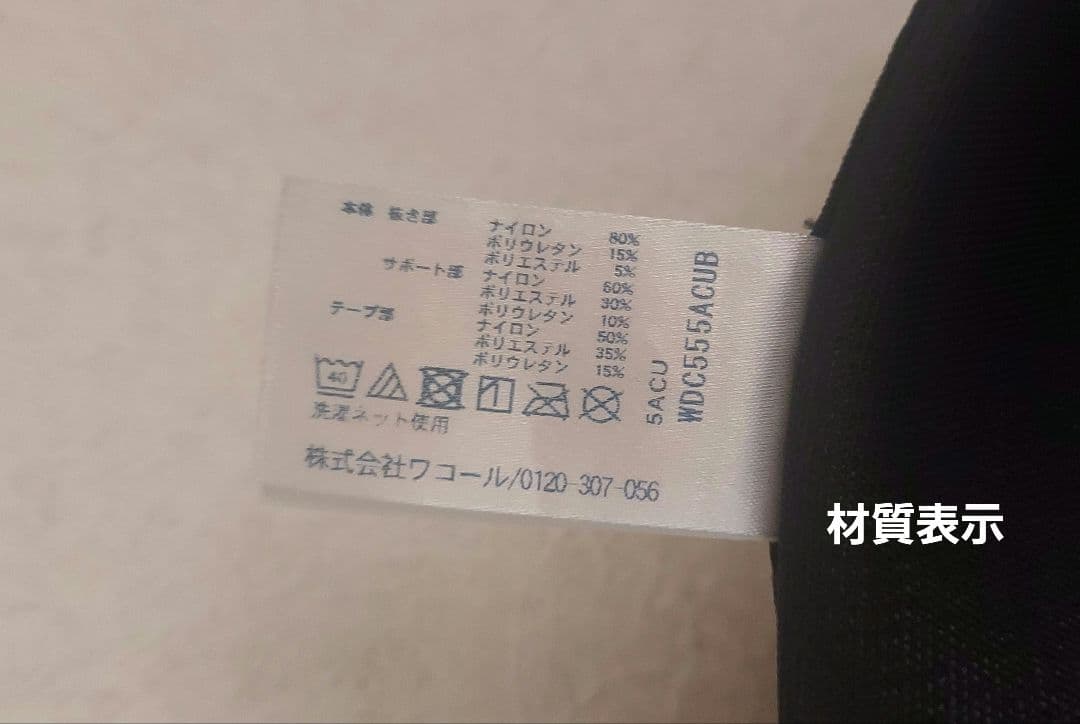 本体 抜き部
ナイロン 80%
ポリウレタン 15%
ポリエステル 5%
サポート部 ナイロン 60%
ポリエステル 30%
ポリウレタン 10%
テープ部 ナイロン 50%
ポリエステル 35%
ポリウレタン 15%
40
洗濯ネット使用
株式会社ワコール/0120-307-056
5ACU
WDC555ACUB
材質表示